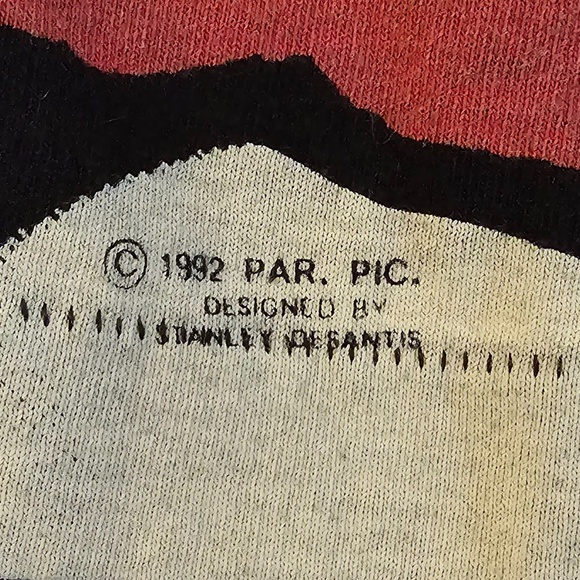 © 1992 PAR. PIC.
DESIGNED BY
STANLEY DESANTIS